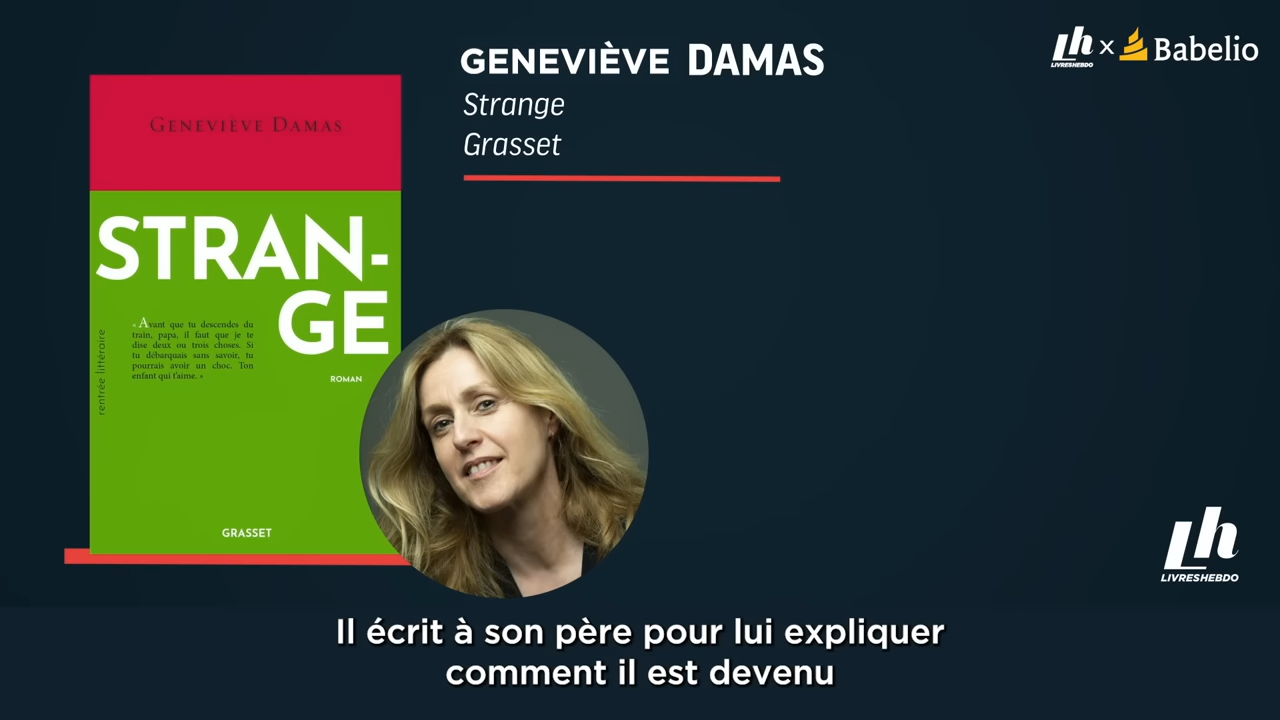 GENEVIÈVE DAMAS
Strange
Grasset
Lh
LIVRESHEBDO
x
Babelio
GENEVIÈVE DAMAS
STRAN-
GE
« Avant que tu descendes du
train, papa, il faut que je te
dise deux ou trois choses. Si
tu débarquais sans savoir, tu
pourrais avoir un choc. Ton
enfant qui t'aime. »
rentrée littéraire
ROMAN
GRASSET
Lh
LIVRESHEBDO
Il écrit à son père pour lui expliquer
comment il est devenu